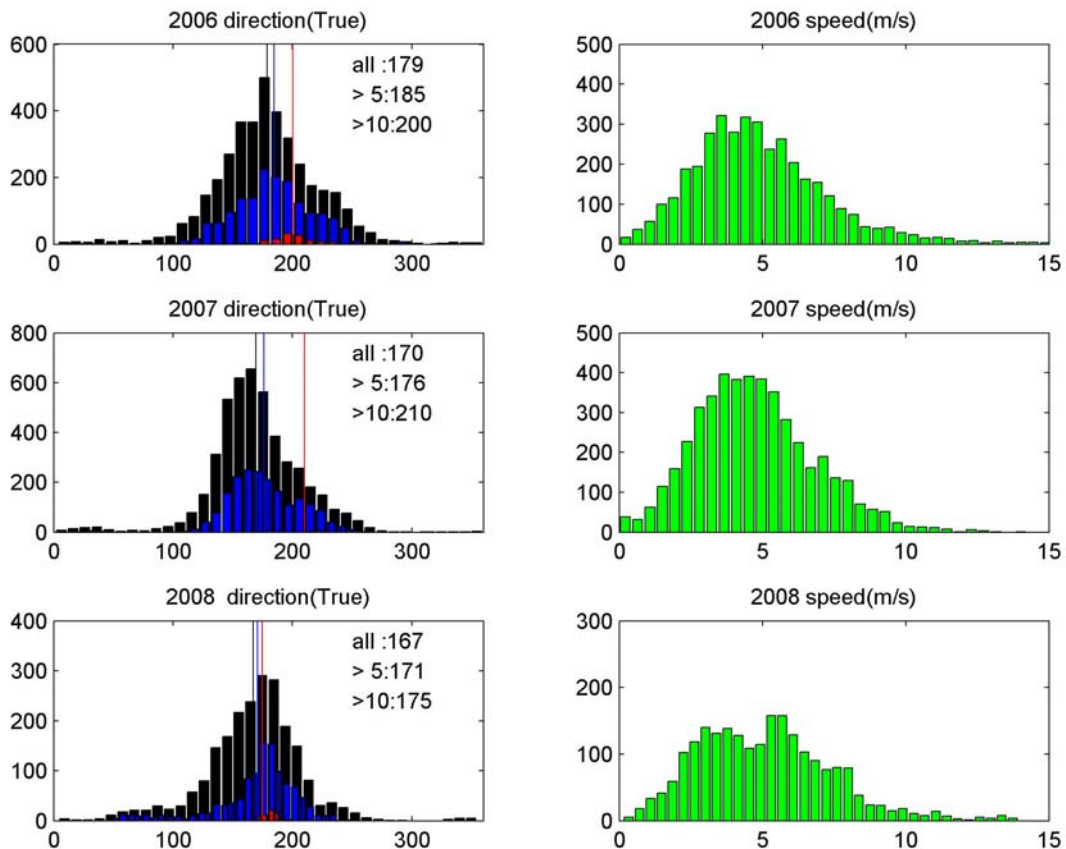 2006 direction(True)
600
400
200
0
0 100 200 300
all :179
> 5:185
>10:200
2006 speed(m/s)
500
400
300
200
100
0
0 5 10 15
2007 direction(True)
800
600
400
200
0
0 100 200 300
all :170
> 5:176
>10:210
2007 speed(m/s)
500
400
300
200
100
0
0 5 10 15
2008 direction(True)
400
300
200
100
0
0 100 200 300
all :167
> 5:171
>10:175
2008 speed(m/s)
300
200
100
0
0 5 10 15